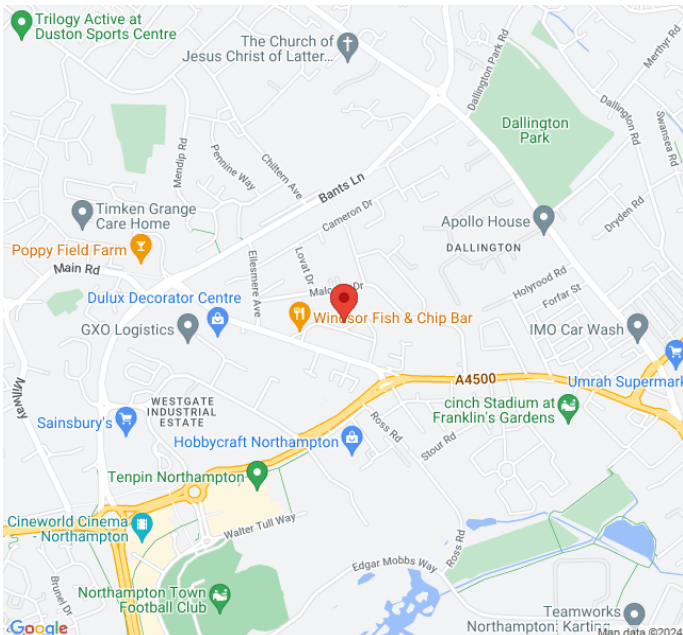 Trilogy Active at
Duston Sports Centre
The Church of
Jesus Christ of Latter...
Dallington Park Rd
Merthyr Rd
Dallington
Park
Dallington Rd
Swansea Rd
Mendip Rd
Pennine Way
Chiltern Ave
Bants Ln
Cameron Dr
Timken Grange
Care Home
Dryden Rd
Apollo House
Poppy Field Farm
DALLINGTON
Main Rd
Ellesmere Ave
Lovat Dr
Holyrood Rd
Forfar St
Dulux Decorator Centre
GXO Logistics
Windsor Fish & Chip Bar
IMO Car Wash
A4500
Umrah Supermark
Millway
WESTGATE
INDUSTRIAL
ESTATE
cinch Stadium at
Franklin's Gardens
Sainsbury's
Ross Rd
Hobbycraft Northampton
Stour Rd
Tenpin Northampton
Cineworld Cinema
- Northampton
Walter Tull Way
Ross Rd
Edgar Mobbs Way
Brunel Dr
Northampton Town
Football Club
Teamworks
Northampton: Karting
Google
Map data ©2024